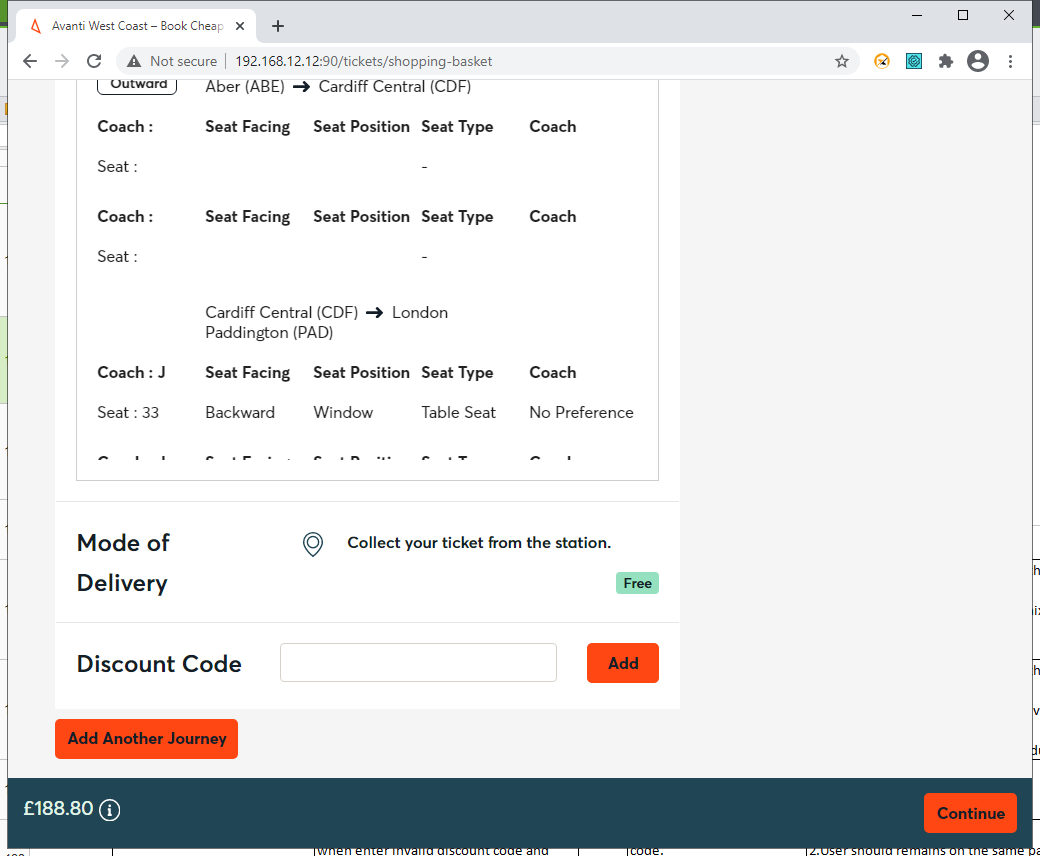 Avanti West Coast – Book Cheap
Not secure 192.168.12.12:90/tickets/shopping-basket
Outward Aber (ABE) ➔ Cardiff Central (CDF)
Coach : Seat Facing Seat Position Seat Type Coach
Seat : -
Coach : Seat Facing Seat Position Seat Type Coach
Seat : -
Cardiff Central (CDF) ➔ London
Paddington (PAD)
Coach : J Seat Facing Seat Position Seat Type Coach
Seat : 33 Backward Window Table Seat No Preference
Mode of
Delivery
Collect your ticket from the station.
Free
Discount Code Add
Add Another Journey
£188.80 Continue
when enter invalid discount code and code. 2.User should remains on the same pa